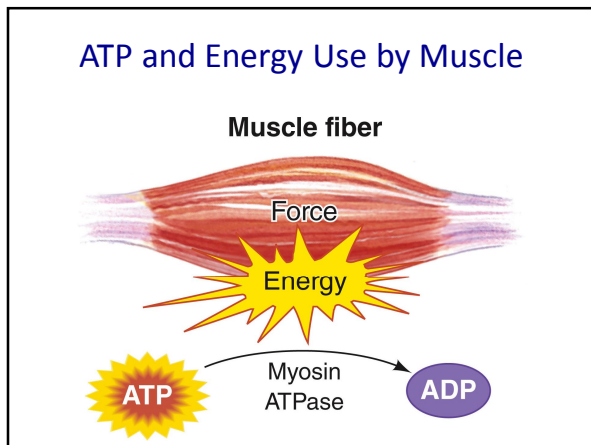 ATP and Energy Use by Muscle
Muscle fiber
Force
Energy
ATP
Myosin
ATPase
ADP